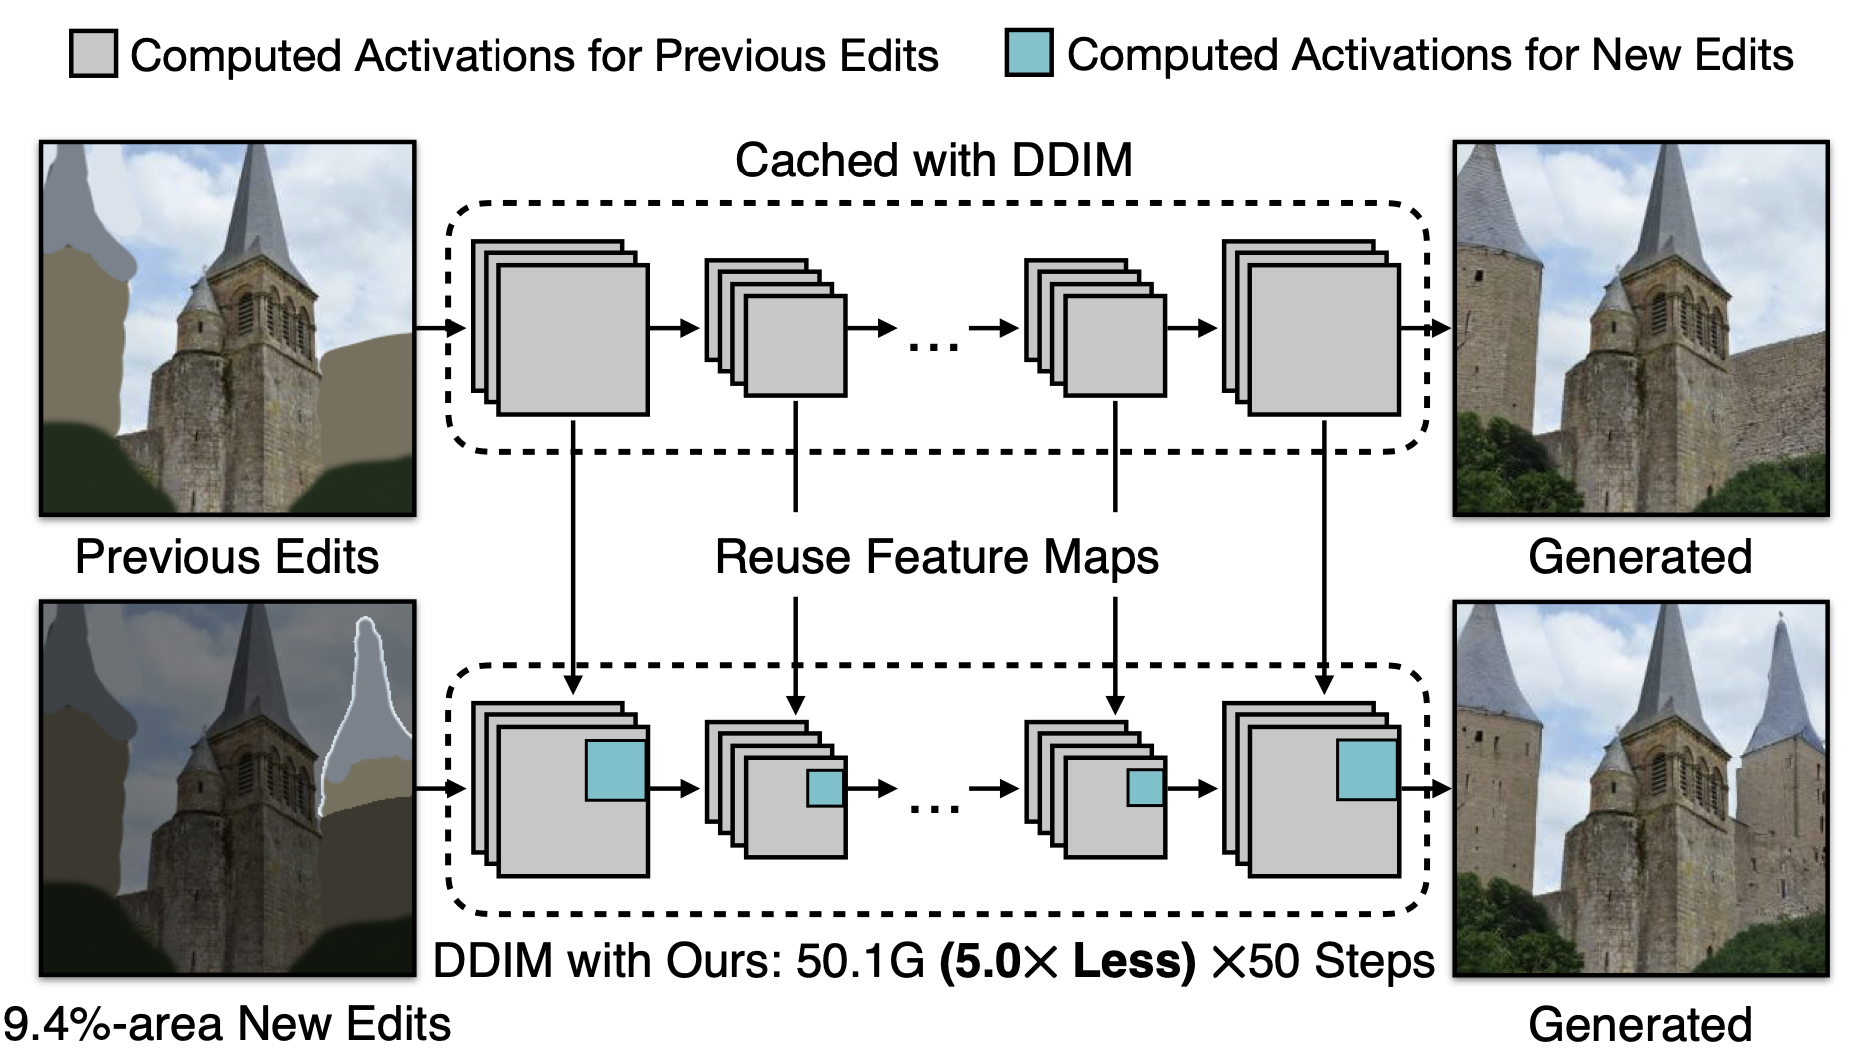 Computed Activations for Previous Edits
Computed Activations for New Edits
Cached with DDIM
...
Previous Edits
Reuse Feature Maps
Generated
...
DDIM with Ours: 50.1G (5.0× Less) ×50 Steps
9.4%-area New Edits
Generated